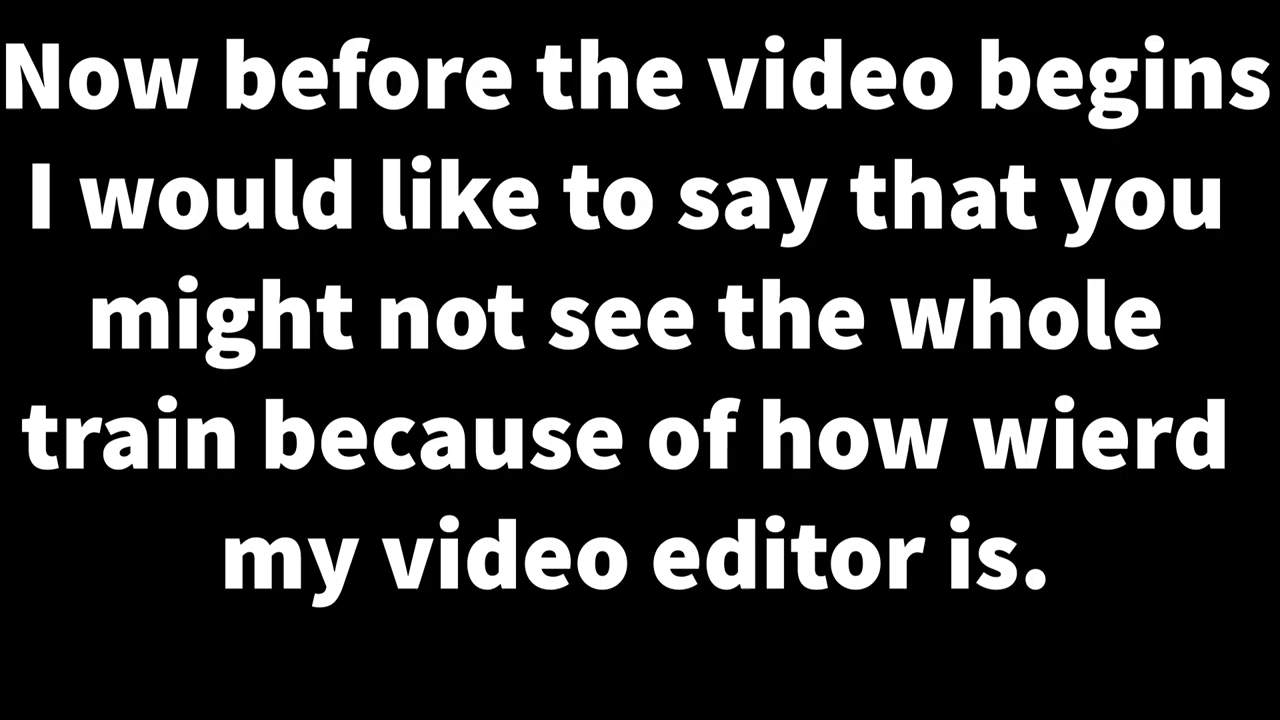 Now before the video begins
I would like to say that you
might not see the whole
train because of how wierd
my video editor is.